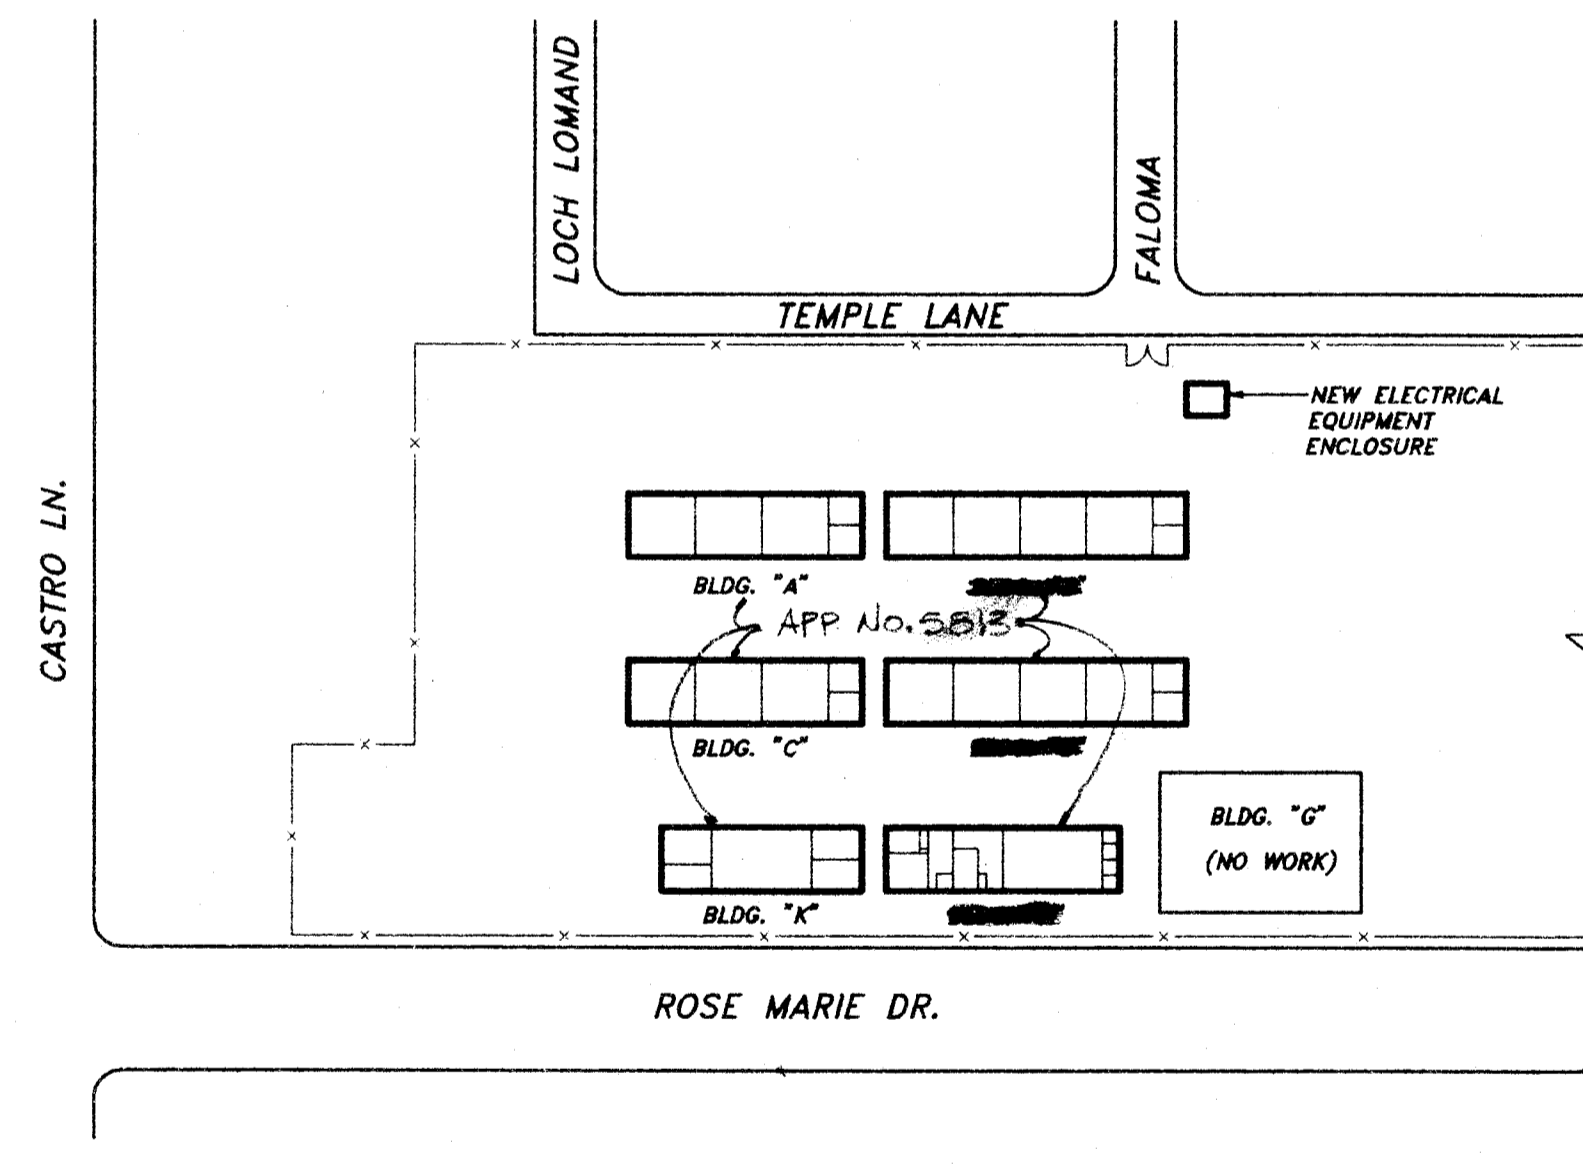 LOCH LOMAND
FALOMA
TEMPLE LANE
NEW ELECTRICAL
EQUIPMENT
ENCLOSURE
CASTRO LN.
BLDG. "A"
APP. No. 5813
BLDG. "C"
BLDG. "G"
(NO WORK)
BLDG. "K"
ROSE MARIE DR.